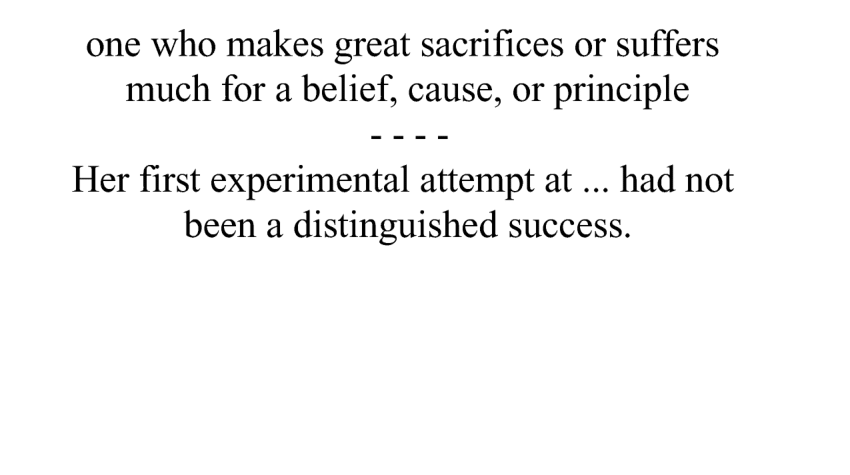 one who makes great sacrifices or suffers
much for a belief, cause, or principle
- - - -
Her first experimental attempt at ... had not
been a distinguished success.